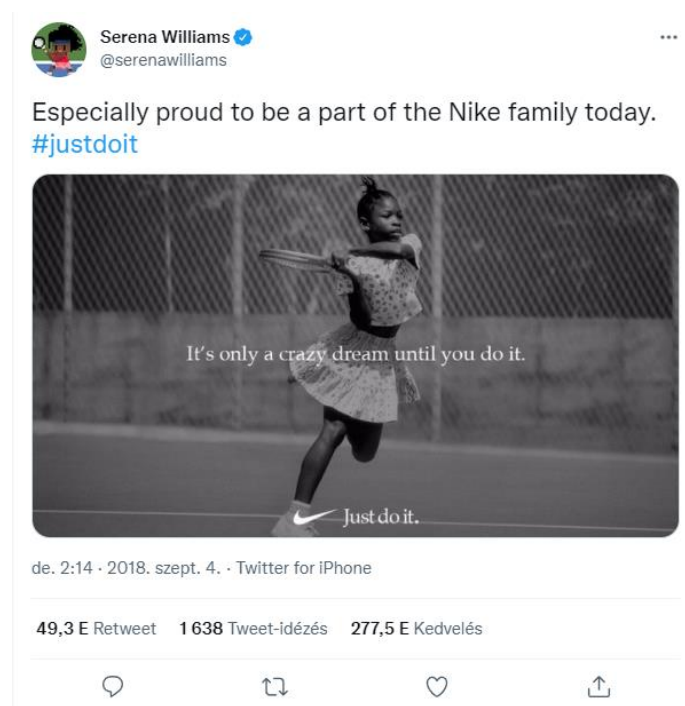 Serena Williams
@serenawilliams
Especially proud to be a part of the Nike family today.
#justdoit
It's only a crazy dream until you do it.
Just do it.
de. 2:14 · 2018. szept. 4. · Twitter for iPhone
49,3 E Retweet 1 638 Tweet-idézés 277,5 E Kedvelés